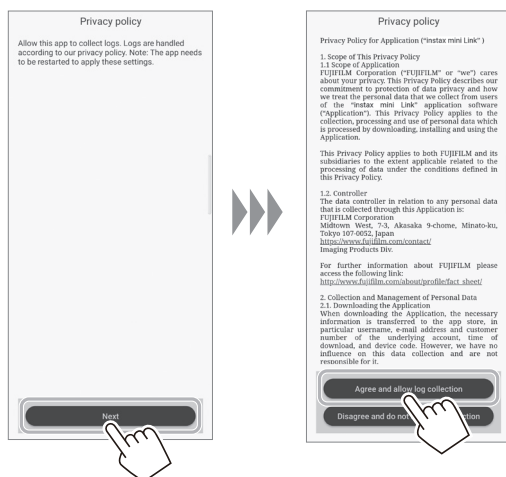 Privacy policy
Allow this app to collect logs. Logs are handled
according to our privacy policy. Note: The app needs
to be restarted to apply these settings.
Next
Privacy policy
Privacy Policy for Application ("instax mini Link" )
1. Scope of This Privacy Policy
1.1 Scope of Application
FUJIFILM Corporation ("FUJIFILM" or "we") cares
about your privacy. This Privacy Policy describes our
commitment to protection of data privacy and how
we treat the personal data that we collect from users
of the "instax mini Link" application software
("Application"). This Privacy Policy applies to the
collection, processing and use of personal data which
is processed by downloading, installing and using the
Application.
This Privacy Policy applies to both FUJIFILM and its
subsidiaries to the extent applicable related to the
processing of data under the conditions defined in
this Privacy Policy.
1.2. Controller
The data controller in relation to any personal data
that is collected through this Application is:
FUJIFILM Corporation
Midtown West, 7-3, Akasaka 9-chome, Minato-ku,
Tokyo 107-0052, Japan
https://www.fujifilm.com/contact/
Imaging Products Div.
For further information about FUJIFILM please
access the following link:
http://www.fujifilm.com/about/profile/fact_sheet/
2. Collection and Management of Personal Data
2.1. Downloading the Application
When downloading the Application, the necessary
information is transferred to the app store, in
particular username, e-mail address and customer
number of the underlying account, time of
download, and device code. However, we have no
influence on this data collection and are not
responsible for it.
Agree and allow log collection
Disagree and do not